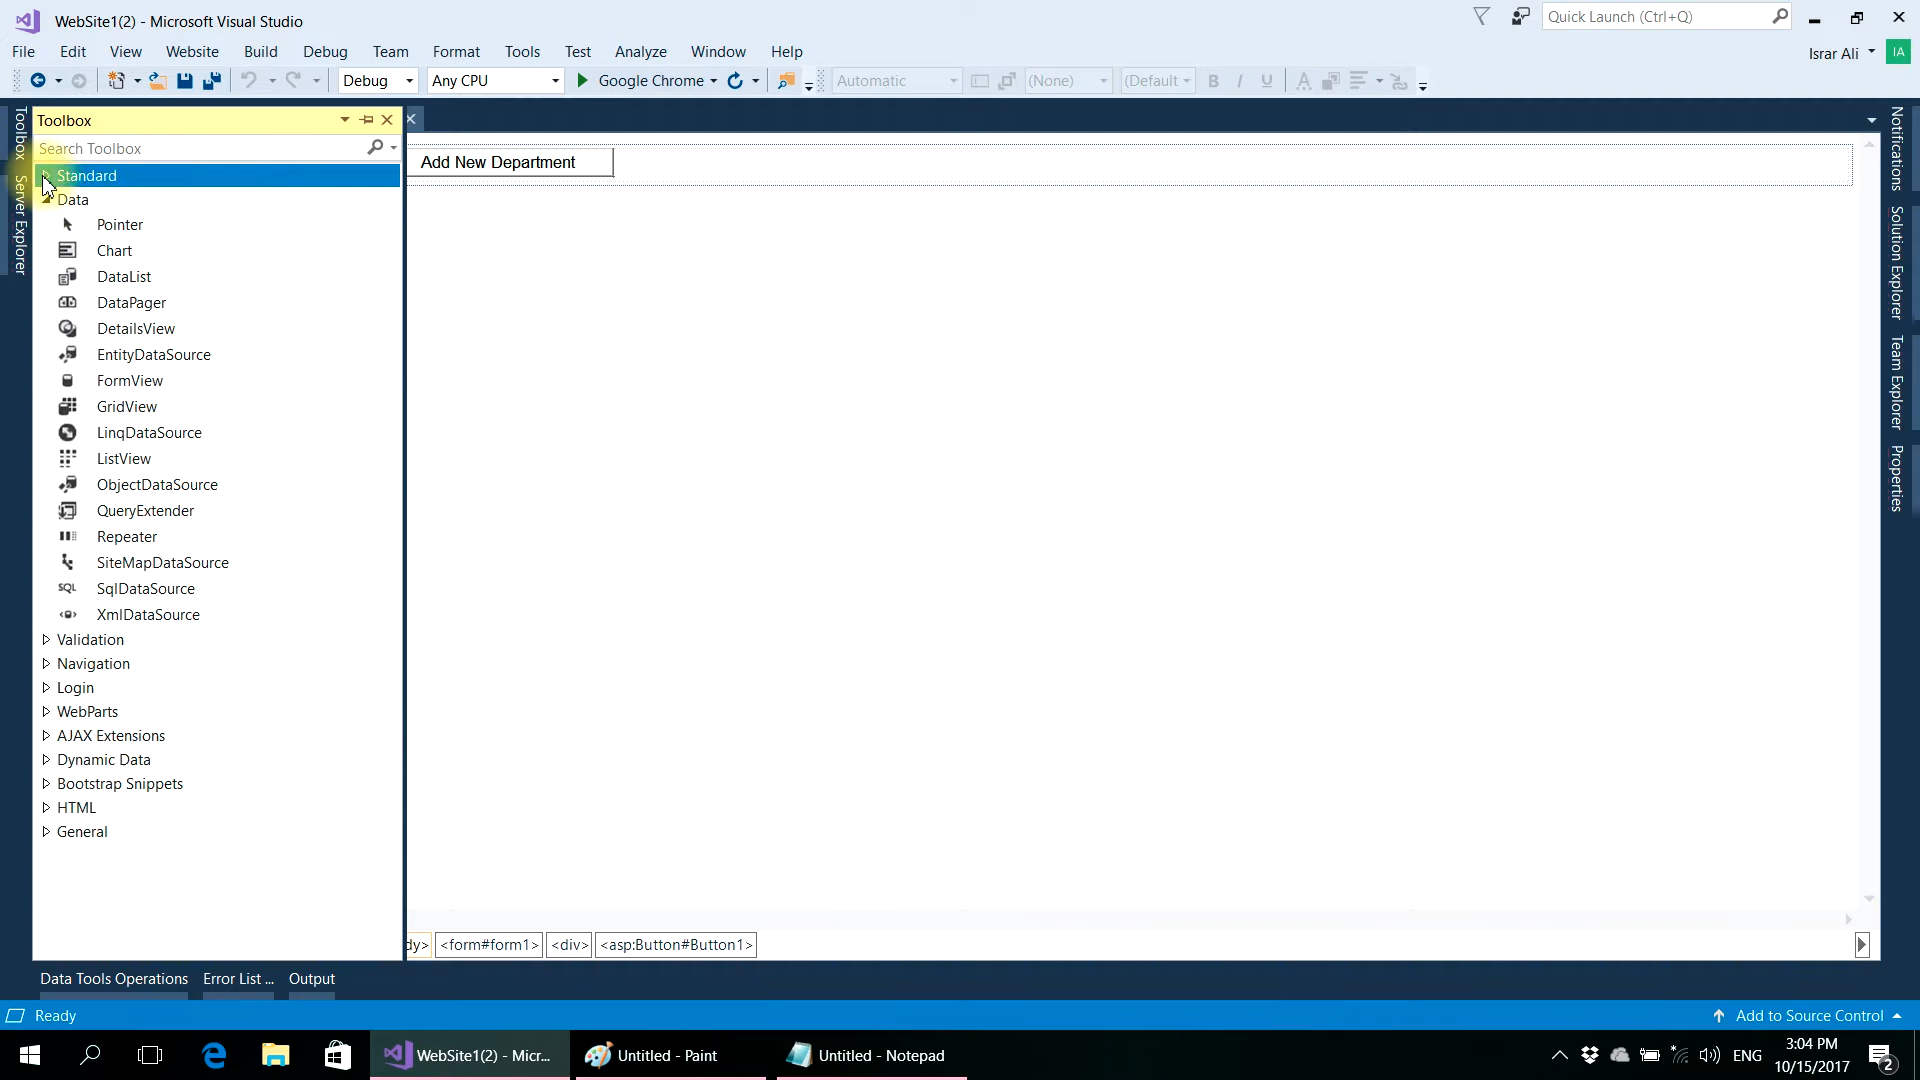 WebSite1(2) - Microsoft Visual Studio
Quick Launch (Ctrl+Q)
File Edit View Website Build Debug Team Format Tools Test Analyze Window Help
Israr Ali IA
Debug Any CPU Google Chrome Automatic (None) (Default B I U A
Toolbox
Server Explorer
Toolbox
Search Toolbox
Standard
Data
Pointer
Chart
DataList
DataPager
DetailsView
EntityDataSource
FormView
GridView
LinqDataSource
ListView
ObjectDataSource
QueryExtender
Repeater
SiteMapDataSource
SQL SqlDataSource
XmlDataSource
Validation
Navigation
Login
WebParts
AJAX Extensions
Dynamic Data
Bootstrap Snippets
HTML
General
Add New Department
Notifications
Solution Explorer
Team Explorer
Properties
dy> <form#form1> <div> <asp:Button#Button1>
Data Tools Operations Error List ... Output
Ready
Add to Source Control
WebSite1(2) - Micr...
Untitled - Paint
Untitled - Notepad
ENG
3:04 PM
10/15/2017
2